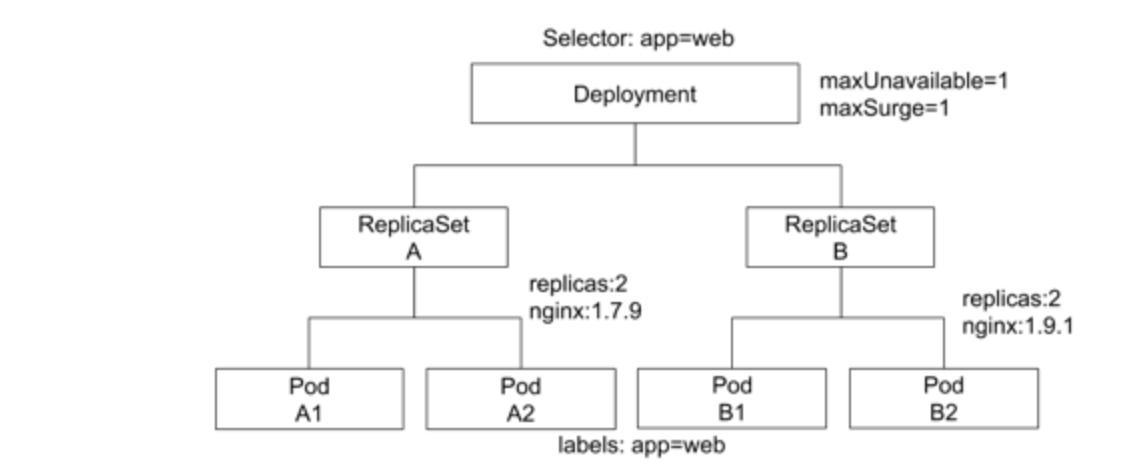 Selector: app=web
Deployment
maxUnavailable=1
maxSurge=1
ReplicaSet
A
ReplicaSet
B
replicas:2
nginx:1.7.9
replicas:2
nginx:1.9.1
Pod
A1
Pod
A2
Pod
B1
Pod
B2
labels: app=web